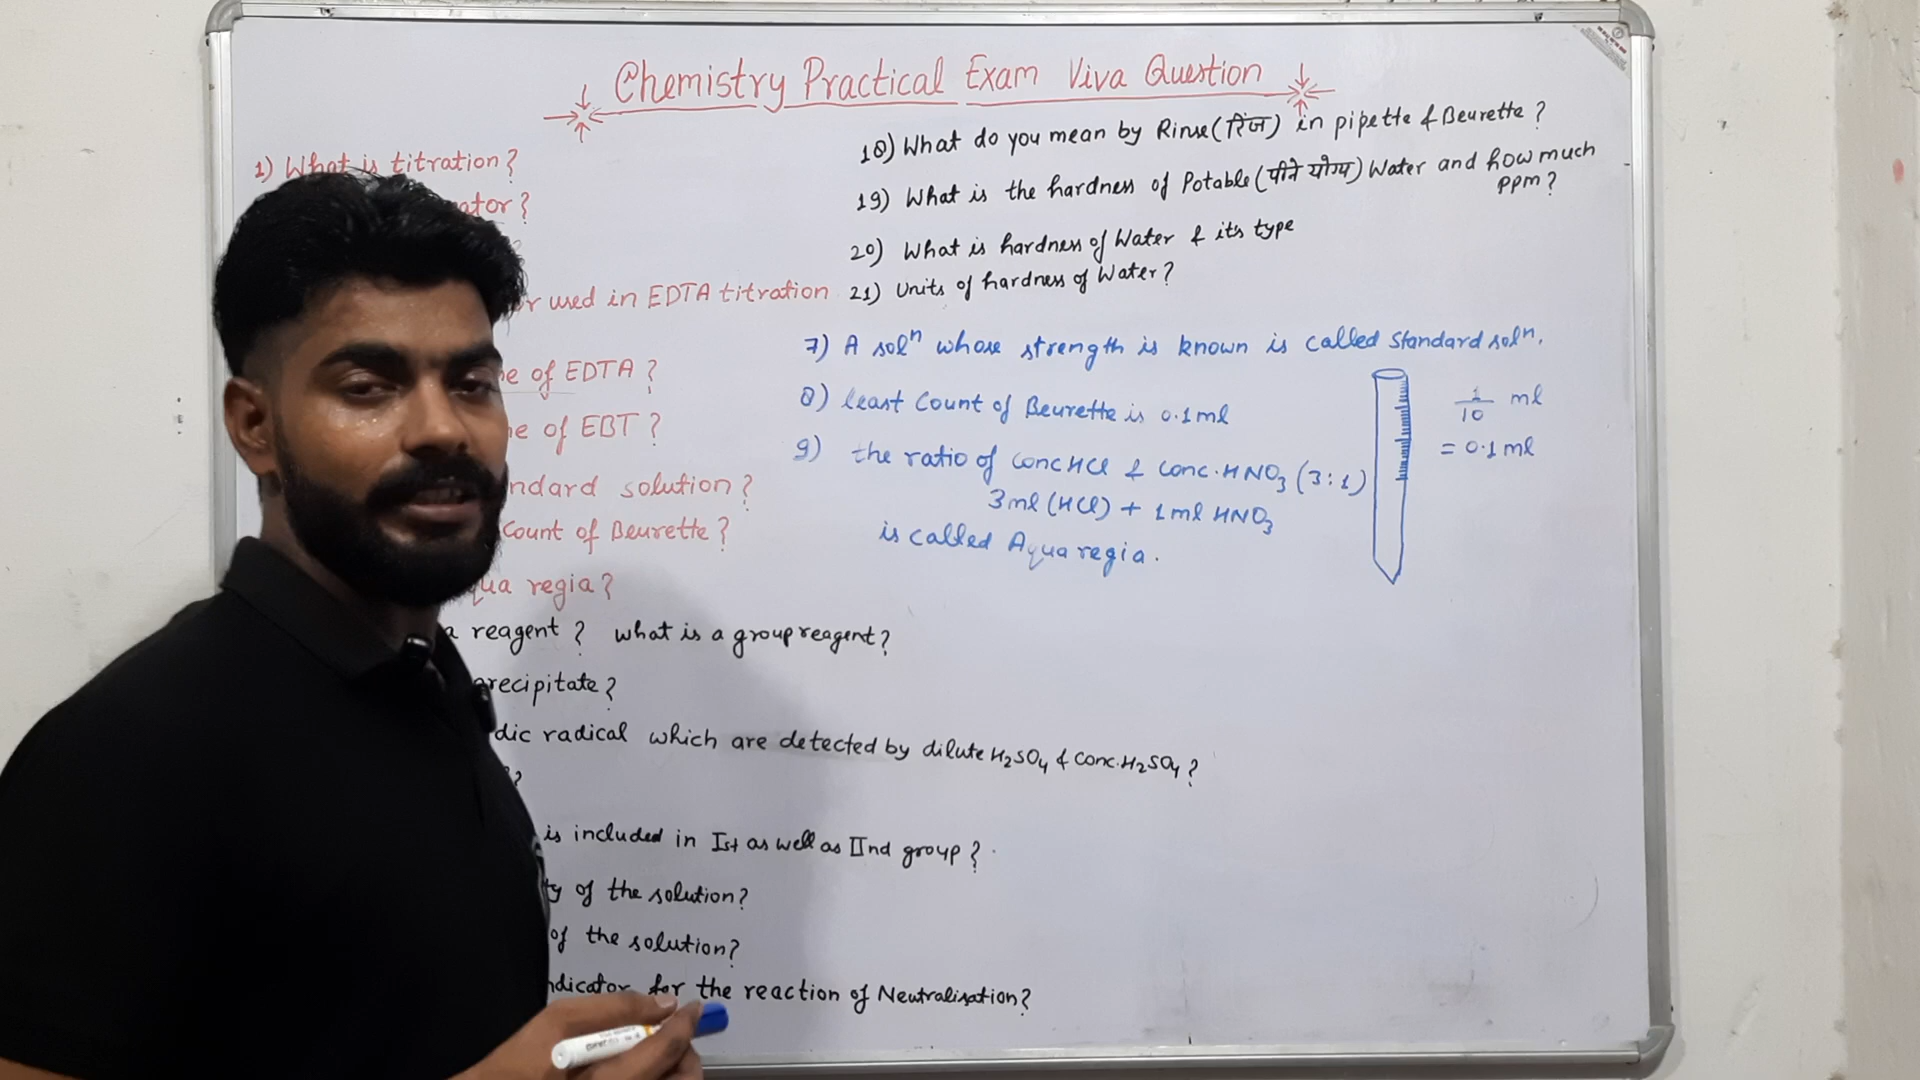 Chemistry Practical Exam Viva Question
1) What is titration?
ator?
?
r used in EDTA titration
e of EDTA?
e of EBT?
ndard solution?
Count of Beurette?
qua regia?
a reagent? what is a group reagent?
recipitate?
dic radical which are detected by dilute H₂SO₄ & Conc.H₂SO₄?
?
is included in Ist as well as IInd group?
ty of the solution?
of the solution?
ndicator for the reaction of Neutralisation?
18) What do you mean by Rinse(रिंज) in pipette & Beurette?
19) What is the hardness of Potable(पीने योग्य) Water and how much
ppm?
20) What is hardness of Water & its type
21) Units of hardness of Water?
7) A solⁿ whose strength is known is called Standard solⁿ.
8) least Count of Beurette is 0.1ml
9) the ratio of conc HCl & Conc.HNO₃ (3:1)
3ml (HCl) + 1ml HNO₃
is called Aqua regia.
1/10 ml
= 0.1ml